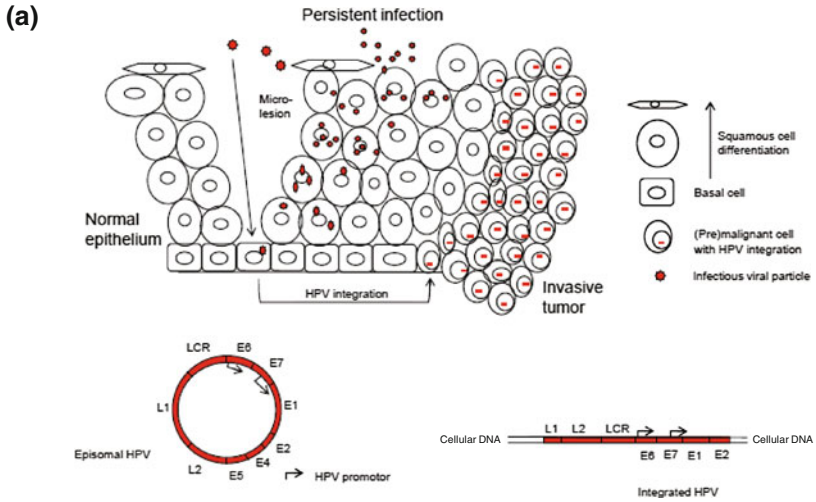 (a)
Persistent infection
Micro-
lesion
Normal
epithelium
HPV integration
Invasive
tumor
Squamous cell
differentiation
Basal cell
(Pre)malignant cell
with HPV integration
Infectious viral particle
LCR
E6
E7
L1
E1
L2
E2
E4
E5
Episomal HPV
HPV promotor
L1
L2
LCR
Cellular DNA
Cellular DNA
E6
E7
E1
E2
Integrated HPV